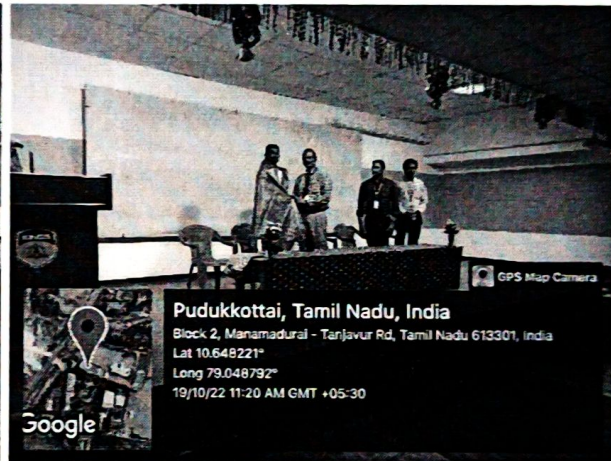 GPS Map Camera
Pudukkottai, Tamil Nadu, India
Block 2, Manamadurai - Tanjavur Rd, Tamil Nadu 613301, India
Lat 10.648221°
Long 79.048792°
19/10/22 11:20 AM GMT +05:30
Google